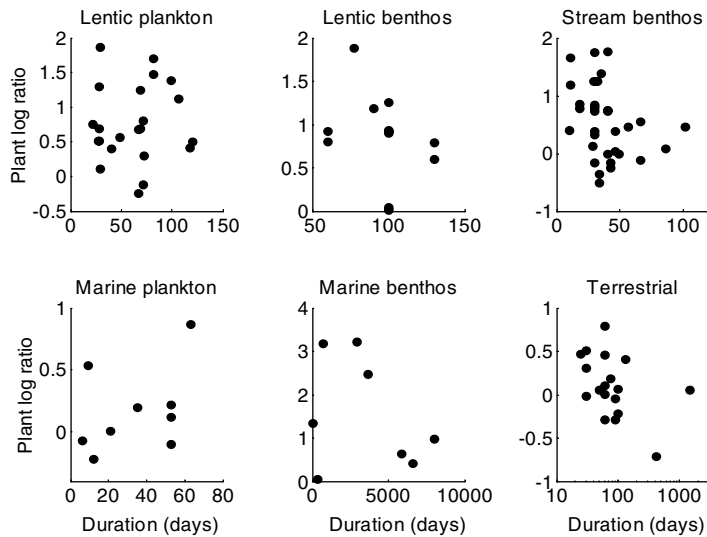 Lentic plankton
Lentic benthos
Stream benthos
Plant log ratio
2
1.5
1
0.5
0
-0.5
0 50 100 150
2
1.5
1
0.5
0
50 100 150
2
1
0
-1
0 50 100
Marine plankton
Marine benthos
Terrestrial
Plant log ratio
1
0.5
0
0 20 40 60 80
4
3
2
1
0
0 5000 10000
1
0.5
0
-0.5
-1
10 100 1000
Duration (days)
Duration (days)
Duration (days)